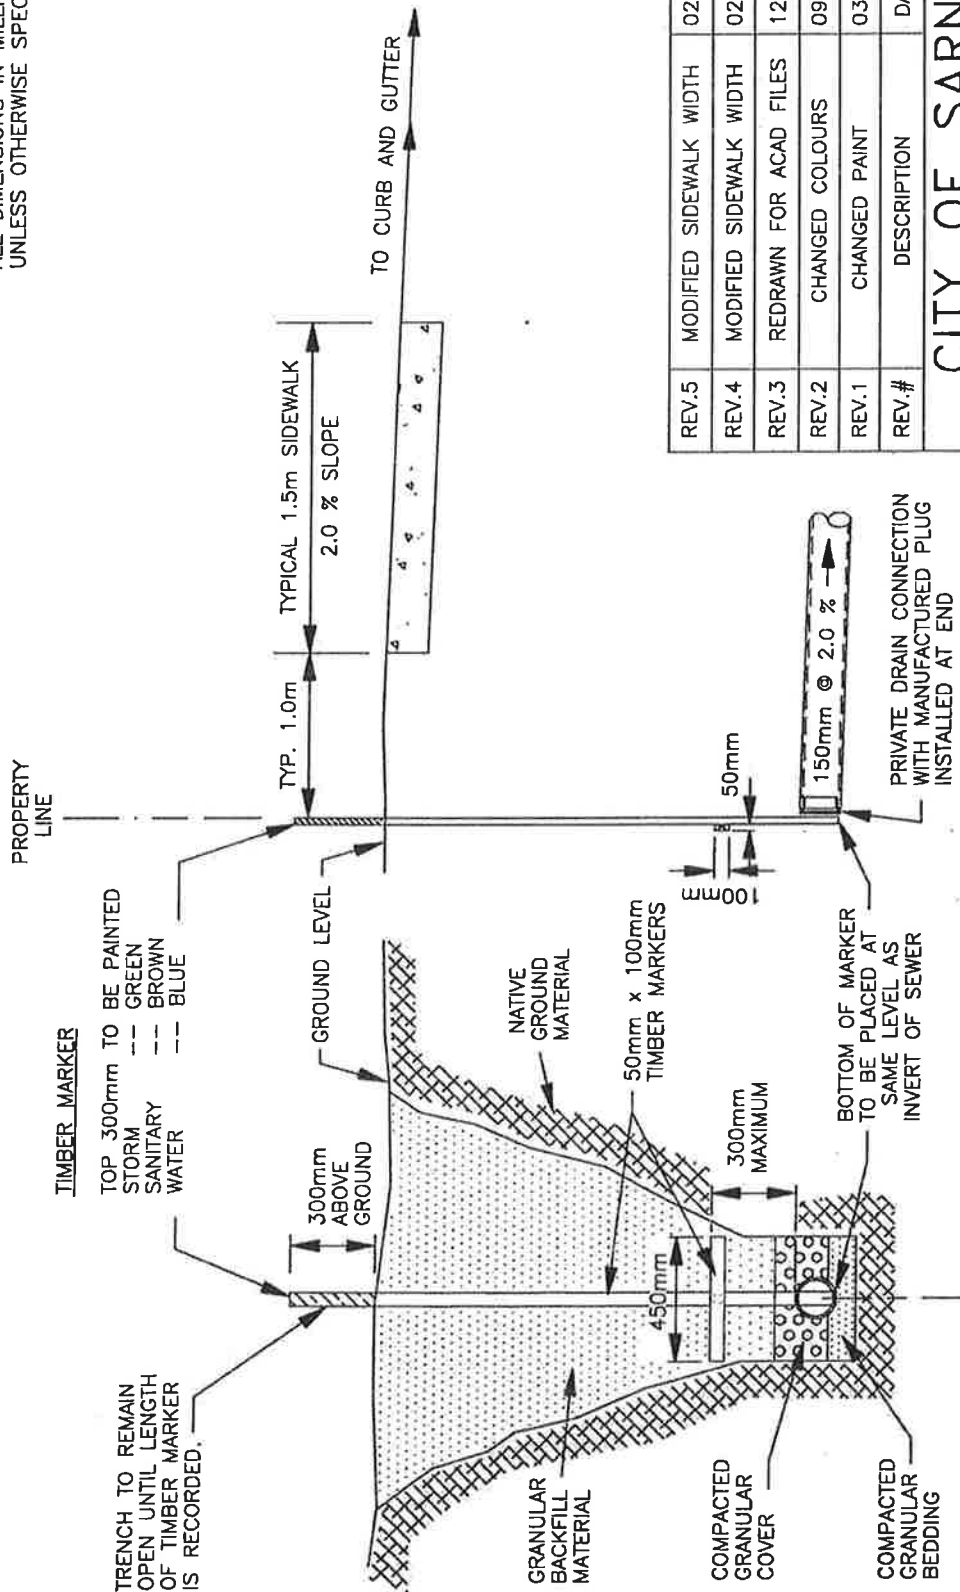 UNLESS OTHERWISE
PROPERTY
LINE
TIMBER MARKER
TOP 300mm TO BE PAINTED
STORM -- GREEN
SANITARY -- BROWN
WATER -- BLUE
TRENCH TO REMAIN
OPEN UNTIL LENGTH
OF TIMBER MARKER
IS RECORDED.
300mm
ABOVE
GROUND
GROUND LEVEL
TYP. 1.0m
TYPICAL 1.5m SIDEWALK
2.0 % SLOPE
TO CURB AND GUTTER
NATIVE
GROUND
MATERIAL
50mm x 100mm
TIMBER MARKERS
100mm
50mm
450mm
300mm
MAXIMUM
GRANULAR
BACKFILL
MATERIAL
COMPACTED
GRANULAR
COVER
COMPACTED
GRANULAR
BEDDING
BOTTOM OF MARKER
TO BE PLACED AT
SAME LEVEL AS
INVERT OF SEWER
150mm @ 2.0 %
PRIVATE DRAIN CONNECTION
WITH MANUFACTURED PLUG
INSTALLED AT END
REV.5 MODIFIED SIDEWALK WIDTH 02
REV.4 MODIFIED SIDEWALK WIDTH 02
REV.3 REDRAWN FOR ACAD FILES 12
REV.2 CHANGED COLOURS 09
REV.1 CHANGED PAINT 03
REV.# DESCRIPTION
CITY OF SARN